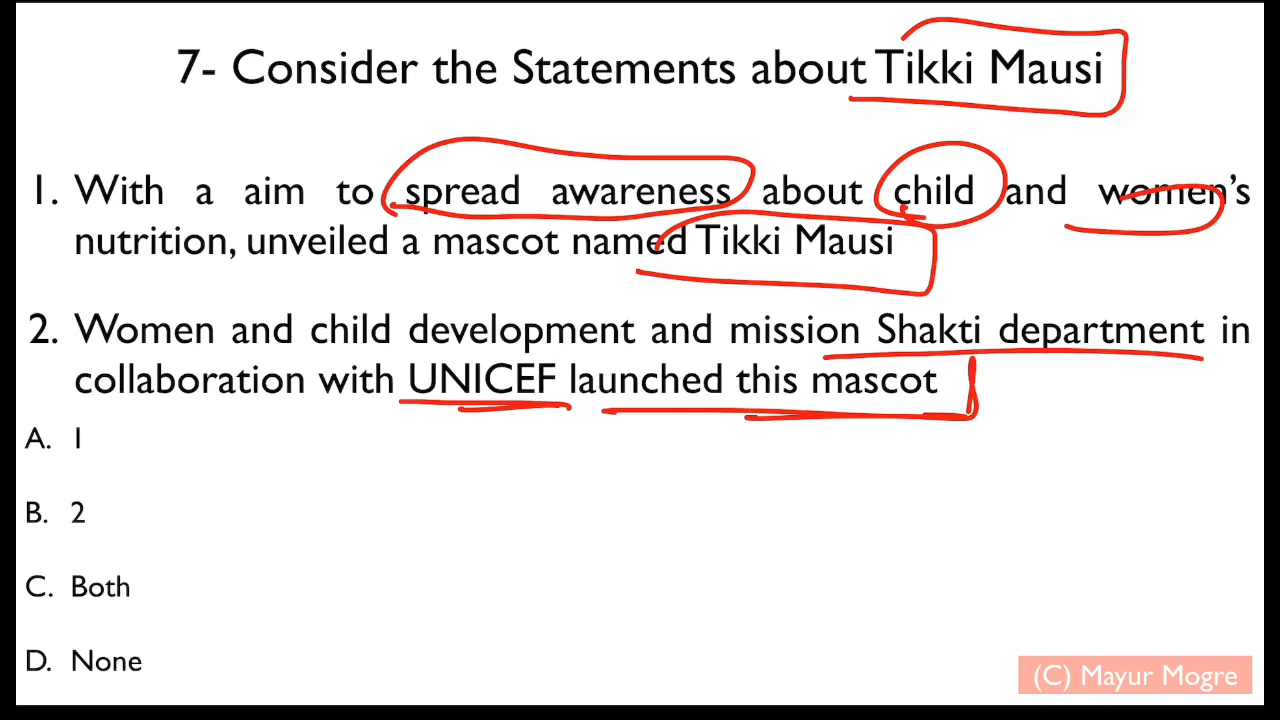 7- Consider the Statements about Tikki Mausi
1. With a aim to spread awareness about child and women's
nutrition, unveiled a mascot named Tikki Mausi
2. Women and child development and mission Shakti department in
collaboration with UNICEF launched this mascot
A. 1
B. 2
C. Both
D. None
(C) Mayur Mogre